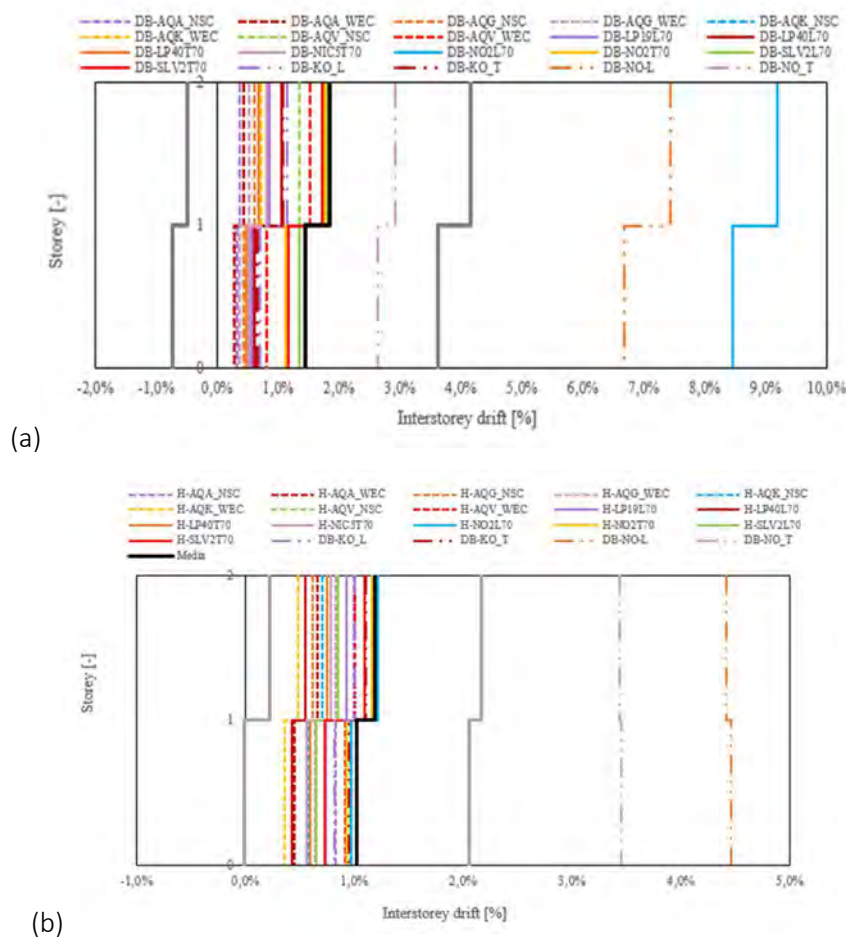 DB-AQA_NSC DB-AQA_WEC DB-AQG_NSC DB-AQG_WEC DB-AQK_NSC
DB-AQK_WEC DB-AQV_NSC DB-AQV_WEC DB-LP19L70 DB-LP40L70
DB-LP40T70 DB-NIC5T70 DB-NO2L70 DB-NO2T70 DB-SLV2L70
DB-SLV2T70 DB-KO_L DB-KO_T DB-NO-L DB-NO_T
2
Storey [-]
1
0
-2,0% -1,0% 0,0% 1,0% 2,0% 3,0% 4,0% 5,0% 6,0% 7,0% 8,0% 9,0% 10,0%
Interstorey drift [%]
(a)
H-AQA_NSC H-AQA_WEC H-AQG_NSC H-AQG_WEC H-AQK_NSC
H-AQK_WEC H-AQV_NSC H-AQV_WEC H-LP19L70 H-LP40L70
H-LP40T70 H-NIC5T70 H-NO2L70 H-NO2T70 H-SLV2L70
H-SLV2T70 DB-KO_L DB-KO_T DB-NO-L DB-NO_T
Media
2
Storey [-]
1
0
-1,0% 0,0% 1,0% 2,0% 3,0% 4,0% 5,0%
Interstorey drift [%]
(b)